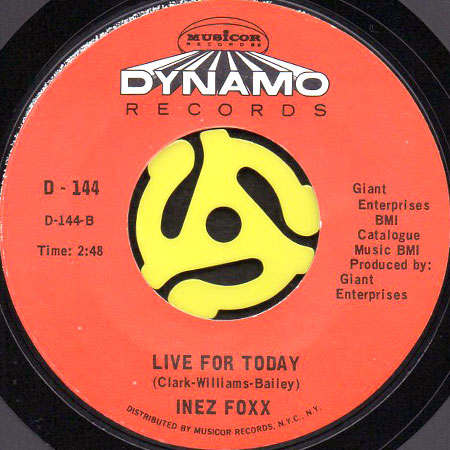 MUSICOR
RECORDS
DYNAMO
RECORDS
D - 144
D-144-B
Time: 2:48
Giant
Enterprises
BMI
Catalogue
Music BMI
Produced by:
Giant
Enterprises
LIVE FOR TODAY
(Clark-Williams-Bailey)
INEZ FOXX
DISTRIBUTED BY MUSICOR RECORDS, N.Y.C., N.Y.